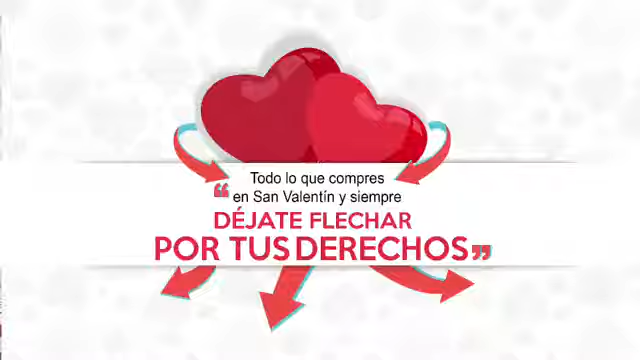 Todo lo que compres
“ en San Valentín y siempre
DÉJATE FLECHAR
POR TUS DERECHOS”